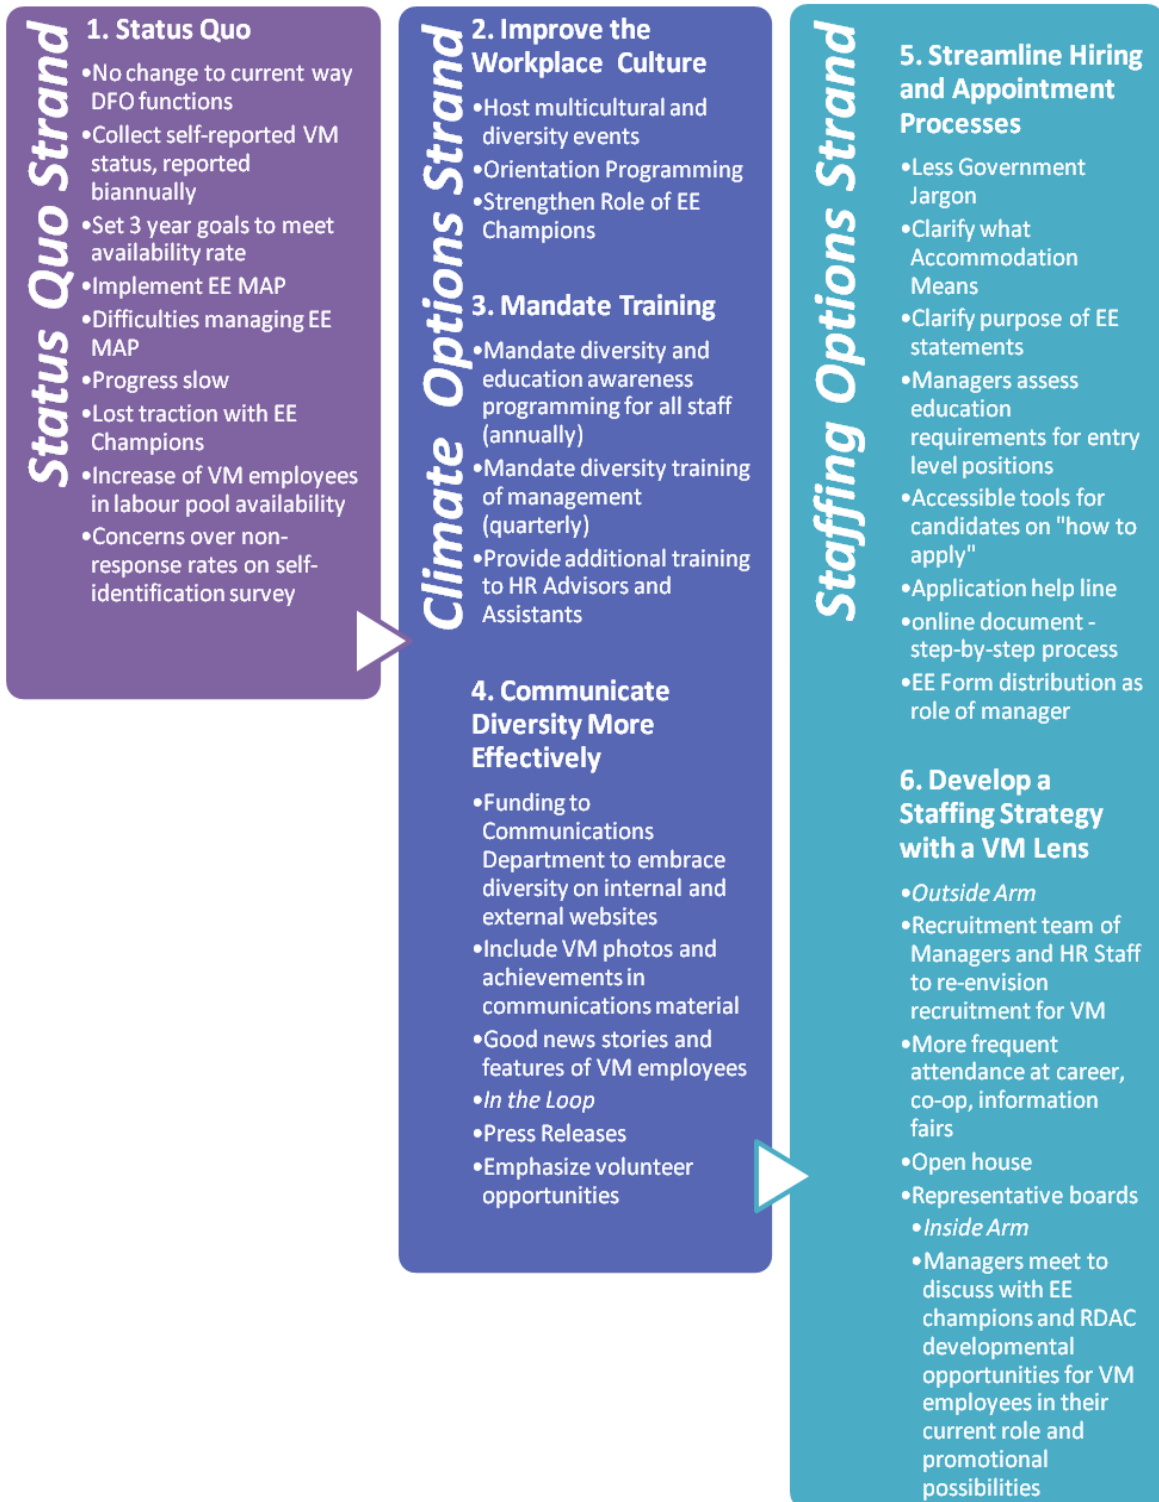 Status Quo Strand
1. Status Quo
•No change to current way
DFO functions
•Collect self-reported VM
status, reported
biannually
•Set 3 year goals to meet
availability rate
•Implement EE MAP
•Difficulties managing EE
MAP
•Progress slow
•Lost traction with EE
Champions
•Increase of VM employees
in labour pool availability
•Concerns over non-
response rates on self-
identification survey
Climate Options Strand
2. Improve the
Workplace Culture
•Host multicultural and
diversity events
•Orientation Programming
•Strengthen Role of EE
Champions
3. Mandate Training
•Mandate diversity and
education awareness
programming for all staff
(annually)
•Mandate diversity training
of management
(quarterly)
•Provide additional training
to HR Advisors and
Assistants
4. Communicate
Diversity More
Effectively
•Funding to
Communications
Department to embrace
diversity on internal and
external websites
•Include VM photos and
achievements in
communications material
•Good news stories and
features of VM employees
•In the Loop
•Press Releases
•Emphasize volunteer
opportunities
Staffing Options Strand
5. Streamline Hiring
and Appointment
Processes
•Less Government
Jargon
•Clarify what
Accommodation
Means
•Clarify purpose of EE
statements
•Managers assess
education
requirements for entry
level positions
•Accessible tools for
candidates on "how to
apply"
•Application help line
•online document -
step-by-step process
•EE Form distribution as
role of manager
6. Develop a
Staffing Strategy
with a VM Lens
•Outside Arm
•Recruitment team of
Managers and HR Staff
to re-envision
recruitment for VM
•More frequent
attendance at career,
co-op, information
fairs
•Open house
•Representative boards
•Inside Arm
•Managers meet to
discuss with EE
champions and RDAC
developmental
opportunities for VM
employees in their
current role and
promotional
possibilities